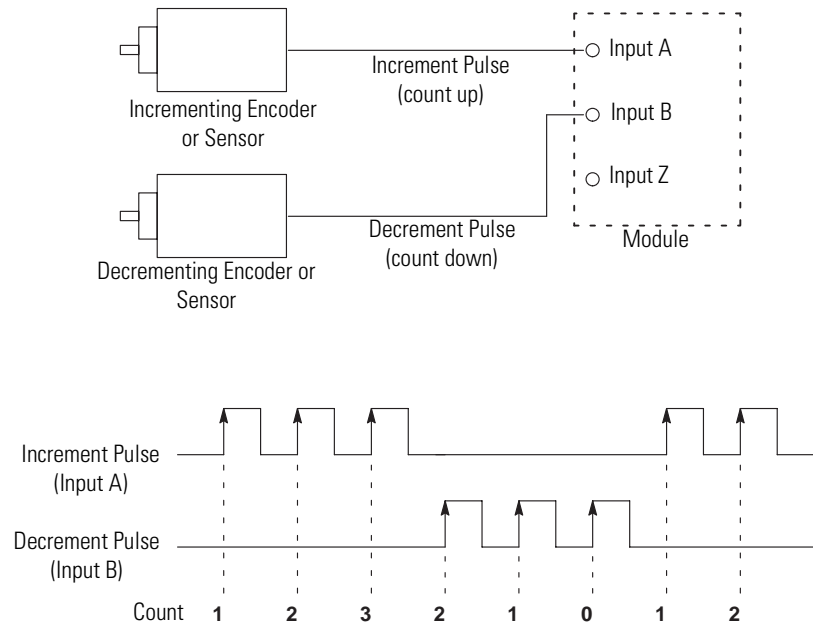 Incrementing Encoder
or Sensor
Increment Pulse
(count up)
Input A
Input B
Input Z
Module
Decrementing Encoder or
Sensor
Decrement Pulse
(count down)
Increment Pulse
(Input A)
Decrement Pulse
(Input B)
Count 1 2 3 2 1 0 1 2